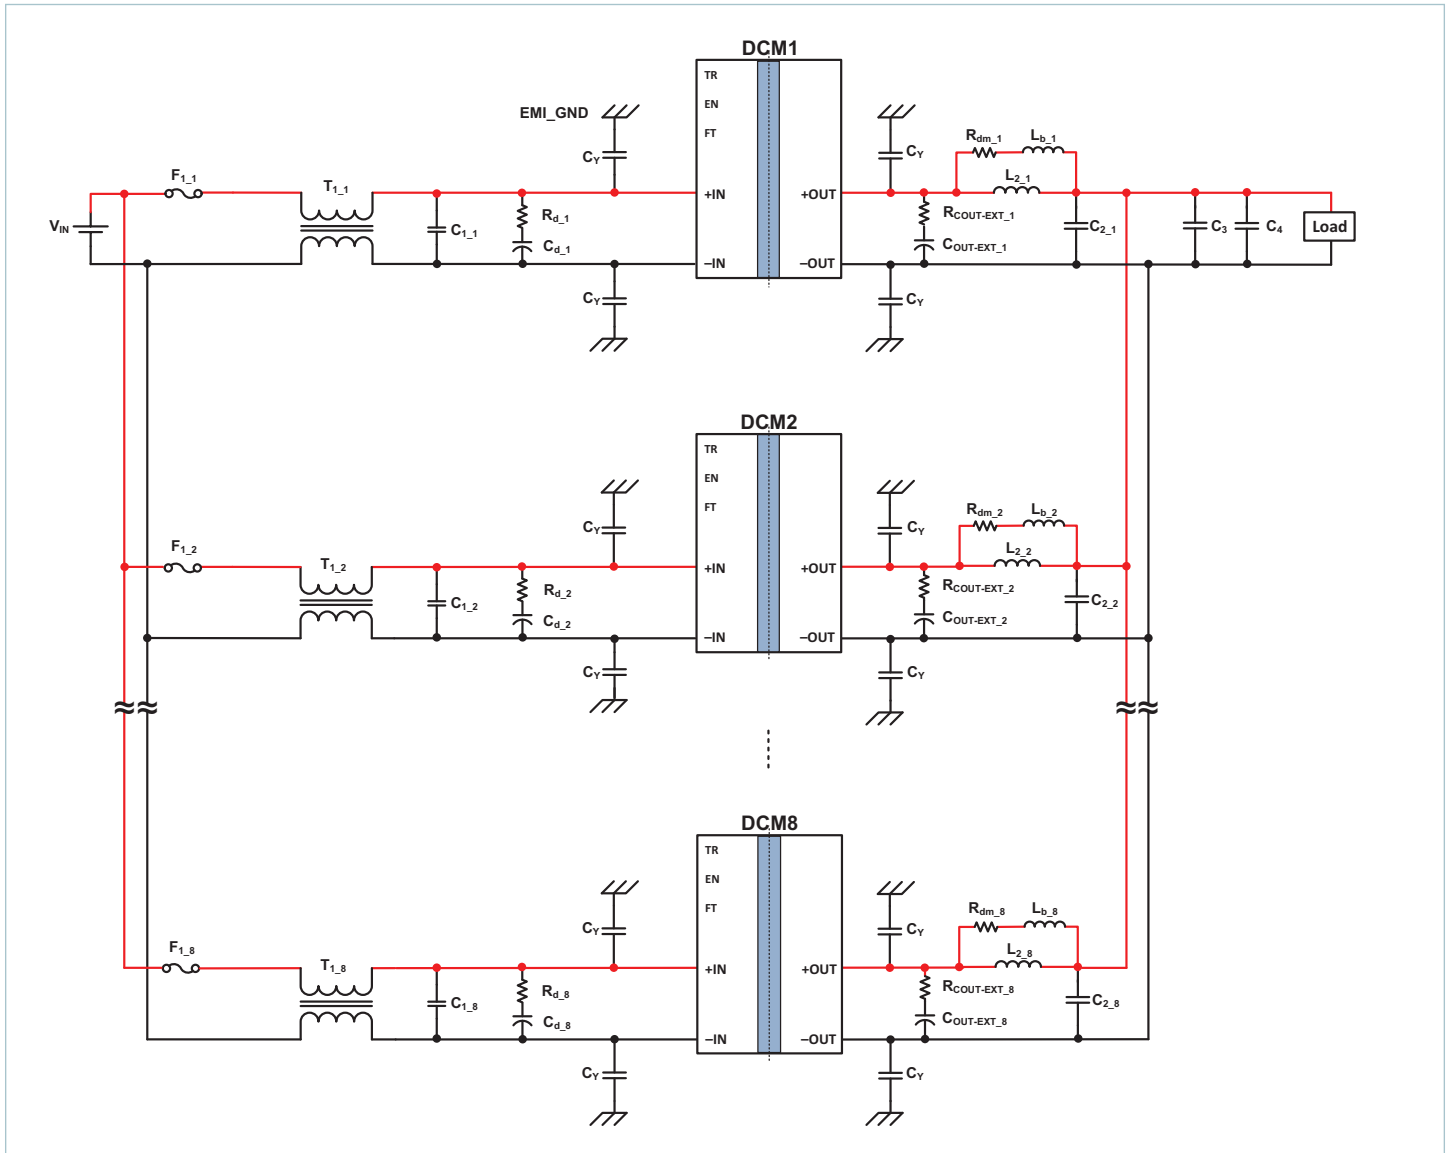 DCM1
TR
EN
FT
+IN
–IN
+OUT
–OUT
EMI_GND
CY
CY
CY
CY
VIN
F1_1
T1_1
C1_1
Rd_1
Cd_1
Rdm_1
Lb_1
L2_1
RCOUT-EXT_1
COUT-EXT_1
C2_1
C3
C4
Load
DCM2
TR
EN
FT
+IN
–IN
+OUT
–OUT
CY
CY
CY
CY
F1_2
T1_2
C1_2
Rd_2
Cd_2
Rdm_2
Lb_2
L2_2
RCOUT-EXT_2
COUT-EXT_2
C2_2
DCM8
TR
EN
FT
+IN
–IN
+OUT
–OUT
CY
CY
CY
CY
F1_8
T1_8
C1_8
Rd_8
Cd_8
Rdm_8
Lb_8
L2_8
RCOUT-EXT_8
COUT-EXT_8
C2_8